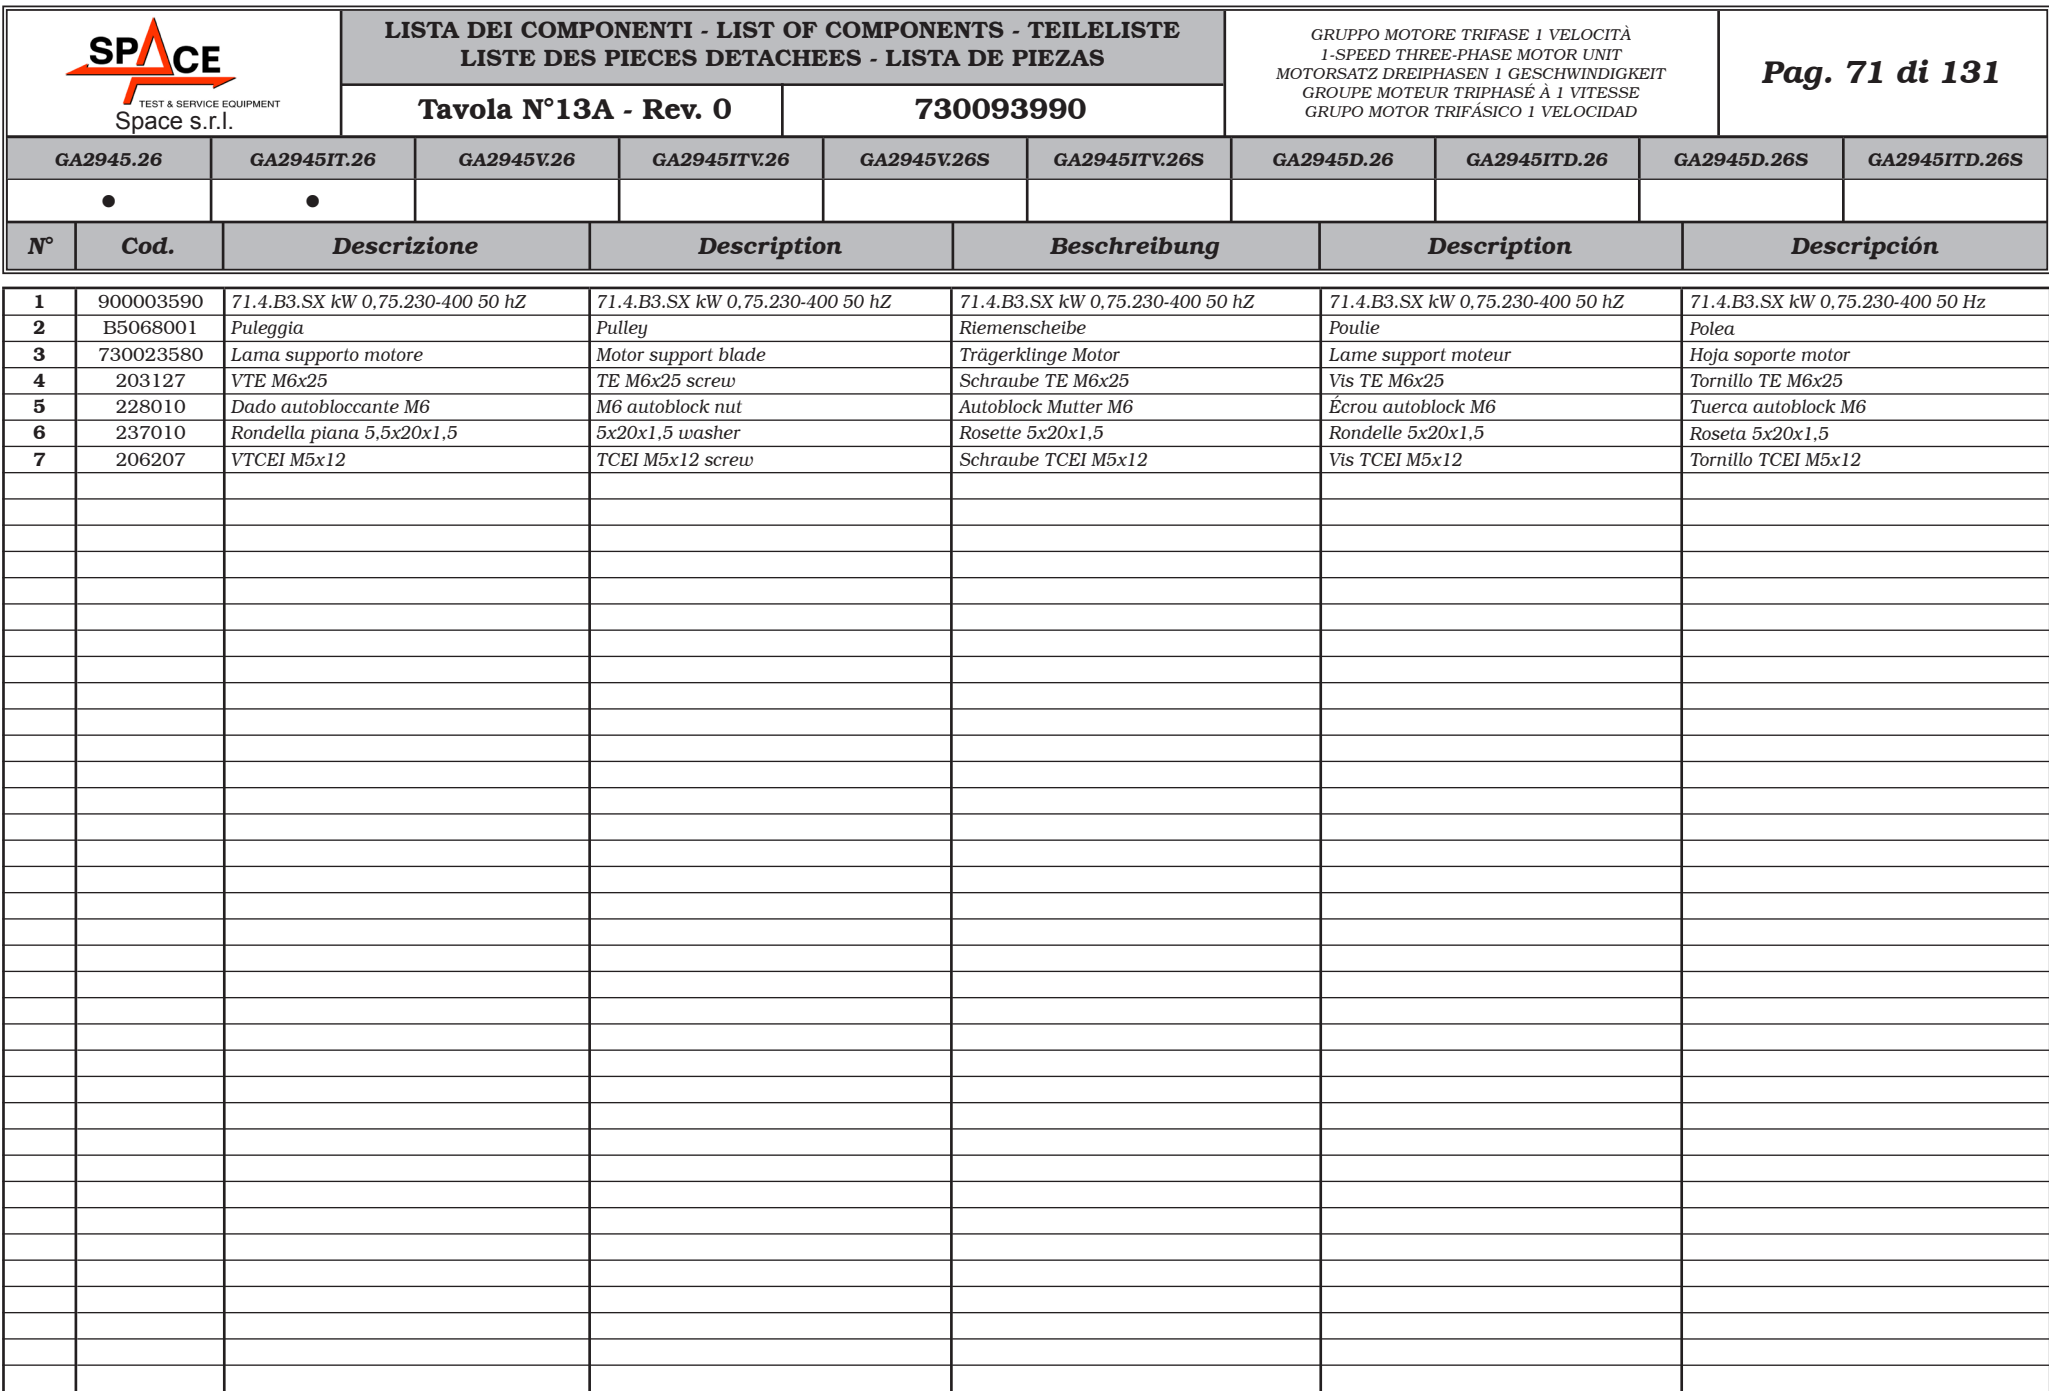 SPACE
TEST & SERVICE EQUIPMENT
Space s.r.l.
LISTA DEI COMPONENTI - LIST OF COMPONENTS - TEILELISTE
LISTE DES PIECES DETACHEES - LISTA DE PIEZAS
Tavola N°13A - Rev. 0 730093990
GRUPPO MOTORE TRIFASE 1 VELOCITÀ
1-SPEED THREE-PHASE MOTOR UNIT
MOTORSATZ DREIPHASEN 1 GESCHWINDIGKEIT
GROUPE MOTEUR TRIPHASÉ À 1 VITESSE
GRUPO MOTOR TRIFÁSICO 1 VELOCIDAD
Pag. 71 di 131
GA2945.26 GA2945IT.26 GA2945V.26 GA2945ITV.26 GA2945V.26S GA2945ITV.26S GA2945D.26 GA2945ITD.26 GA2945D.26S GA2945ITD.26S
● ●
N° Cod. Descrizione Description Beschreibung Description Descripción
1 900003590 71.4.B3.SX kW 0,75.230-400 50 hZ 71.4.B3.SX kW 0,75.230-400 50 hZ 71.4.B3.SX kW 0,75.230-400 50 hZ 71.4.B3.SX kW 0,75.230-400 50 hZ 71.4.B3.SX kW 0,75.230-400 50 Hz
2 B5068001 Puleggia Pulley Riemenscheibe Poulie Polea
3 730023580 Lama supporto motore Motor support blade Trägerklinge Motor Lame support moteur Hoja soporte motor
4 203127 VTE M6x25 TE M6x25 screw Schraube TE M6x25 Vis TE M6x25 Tornillo TE M6x25
5 228010 Dado autobloccante M6 M6 autoblock nut Autoblock Mutter M6 Écrou autoblock M6 Tuerca autoblock M6
6 237010 Rondella piana 5,5x20x1,5 5x20x1,5 washer Rosette 5x20x1,5 Rondelle 5x20x1,5 Roseta 5x20x1,5
7 206207 VTCEI M5x12 TCEI M5x12 screw Schraube TCEI M5x12 Vis TCEI M5x12 Tornillo TCEI M5x12